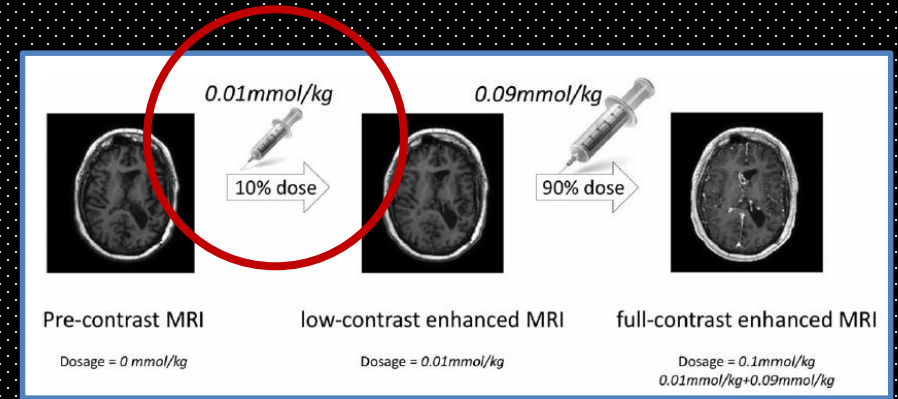 0.01mmol/kg
0.09mmol/kg
10% dose
90% dose
Pre-contrast MRI
low-contrast enhanced MRI
full-contrast enhanced MRI
Dosage = 0 mmol/kg
Dosage = 0.01mmol/kg
Dosage = 0.1mmol/kg
0.01mmol/kg+0.09mmol/kg